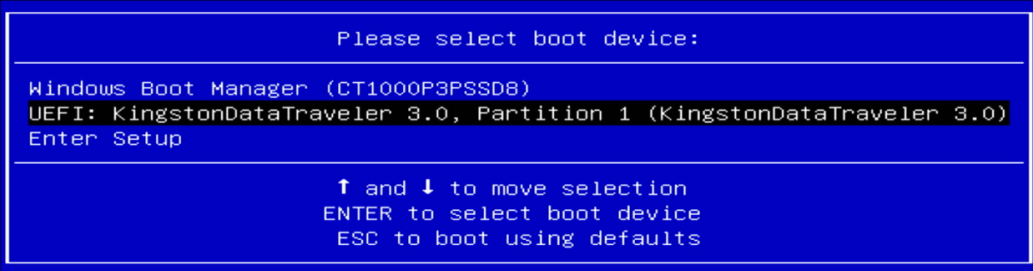 Please select boot device:
Windows Boot Manager (CT1000P3PSSD8)
UEFI: KingstonDataTraveler 3.0, Partition 1 (KingstonDataTraveler 3.0)
Enter Setup
↑ and ↓ to move selection
ENTER to select boot device
ESC to boot using defaults